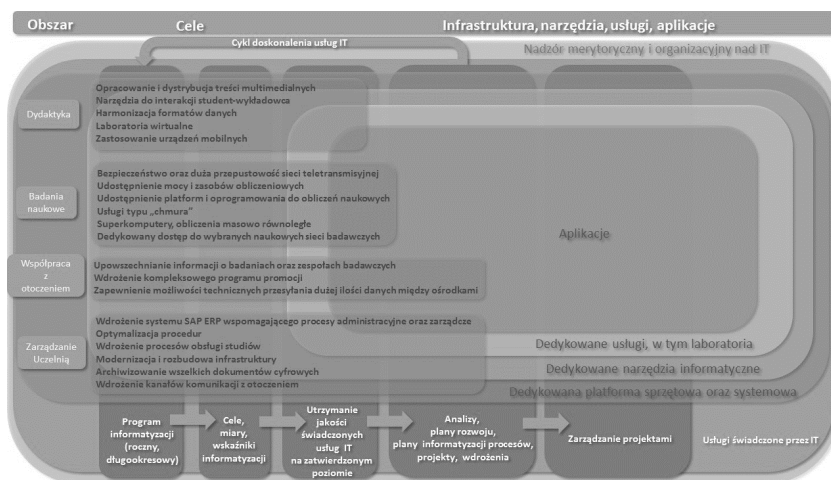 Obszar
Cele
Infrastruktura, narzędzia, usługi, aplikacje
Cykl doskonalenia usług IT
Nadzór merytoryczny i organizacyjny nad IT
Dydaktyka
Opracowanie i dystrybucja treści multimedialnych
Narzędzia do interakcji student-wykładowca
Harmonizacja formatów danych
Laboratoria wirtualne
Zastosowanie urządzeń mobilnych
Badania
naukowe
Bezpieczeństwo oraz duża przepustowość sieci teletransmisyjnej
Udostępnienie mocy i zasobów obliczeniowych
Udostępnienie platform i oprogramowania do obliczeń naukowych
Usługi typu „chmura"
Superkomputery, obliczenia masowo równoległe
Dedykowany dostęp do wybranych naukowych sieci badawczych
Aplikacje
Współpraca
z
otoczeniem
Upowszechnianie informacji o badaniach oraz zespołach badawczych
Wdrożenie kompleksowego programu promocji
Zapewnienie możliwości technicznych przesyłania dużej ilości danych między ośrodkami
Zarządzanie
Uczelnią
Wdrożenie systemu SAP ERP wspomagającego procesy administracyjne oraz zarządcze
Optymalizacja procedur
Wdrożenie procesów obsługi studiów
Modernizacja i rozbudowa infrastruktury
Archiwizowanie wszelkich dokumentów cyfrowych
Wdrożenie kanałów komunikacji z otoczeniem
Dedykowane usługi, w tym laboratoria
Dedykowane narzędzia informatyczne
Dedykowana platforma sprzętowa oraz systemowa
Program
informatyzacji
(roczny,
długookresowy)
Cele,
miary,
wskaźniki
informatyzacji
Utrzymanie
jakości
świadczonych
usług IT
na zatwierdzonym
poziomie
Analizy,
plany rozwoju,
plany informatyzacji procesów,
projekty, wdrożenia
Zarządzanie projektami
Usługi świadczone przez IT